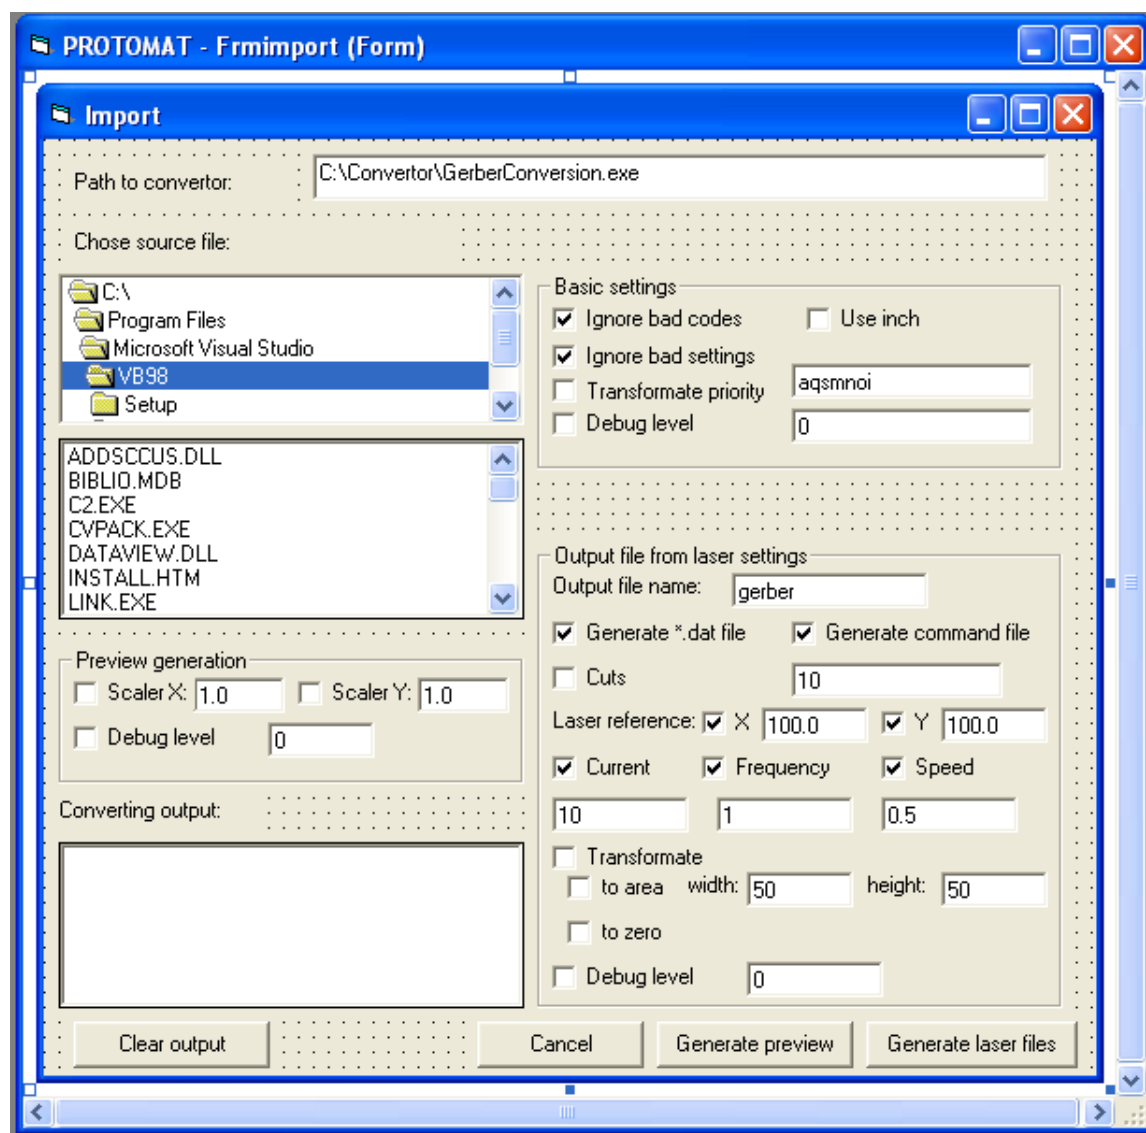 PROTOMAT - Frmimport (Form)
Import
Path to convertor:
C:\Convertor\GerberConversion.exe
Chose source file:
C:\
Program Files
Microsoft Visual Studio
VB98
Setup
ADDSCCUS.DLL
BIBLIO.MDB
C2.EXE
CVPACK.EXE
DATAVIEW.DLL
INSTALL.HTM
LINK.EXE
Preview generation
Scaler X: 1.0 Scaler Y: 1.0
Debug level 0
Converting output:
Basic settings
Ignore bad codes Use inch
Ignore bad settings
Transformate priority aqsmnoi
Debug level 0
Output file from laser settings
Output file name: gerber
Generate *.dat file Generate command file
Cuts 10
Laser reference: X 100.0 Y 100.0
Current Frequency Speed
10 1 0.5
Transformate
to area width: 50 height: 50
to zero
Debug level 0
Clear output Cancel Generate preview Generate laser files